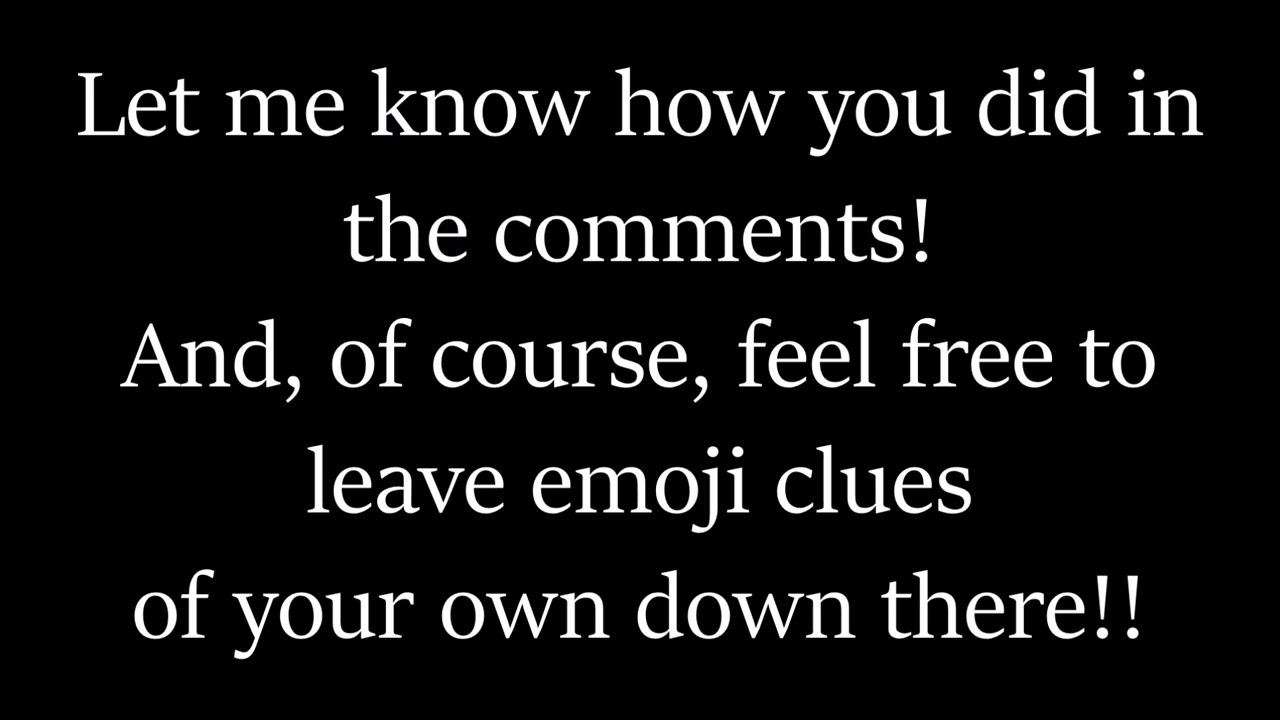 Let me know how you did in
the comments!
And, of course, feel free to
leave emoji clues
of your own down there!!